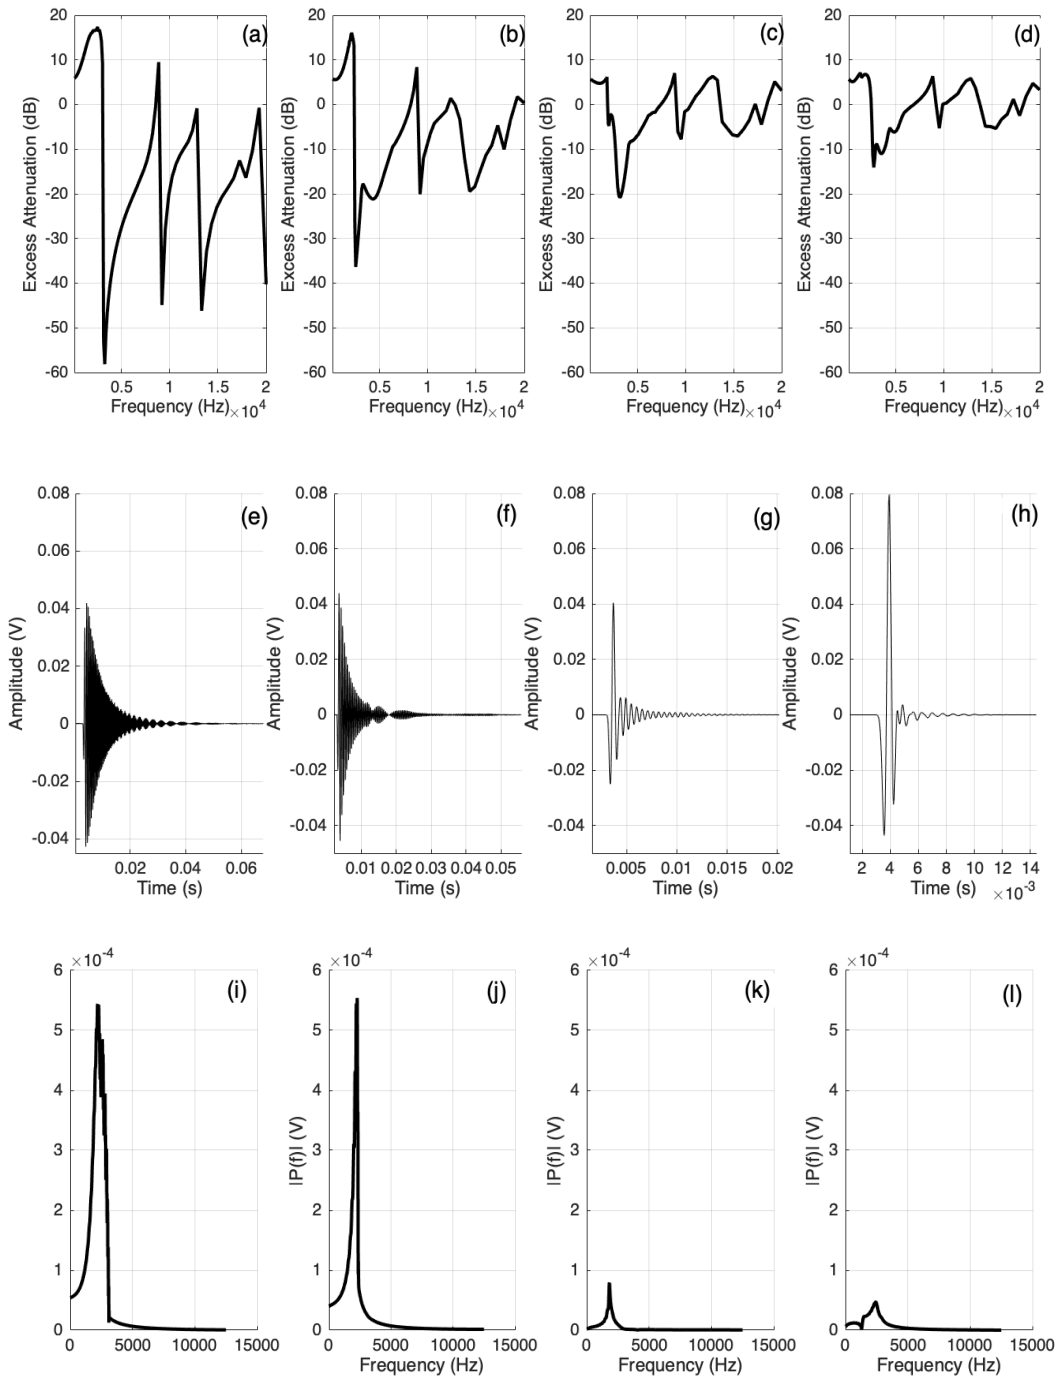 (a)
20
10
0
-10
-20
-30
-40
-50
-60
0.5 1 1.5 2
Frequency (Hz) ×10⁴
Excess Attenuation (dB)
(b)
20
10
0
-10
-20
-30
-40
-50
-60
0.5 1 1.5 2
Frequency (Hz) ×10⁴
Excess Attenuation (dB)
(c)
20
10
0
-10
-20
-30
-40
-50
-60
0.5 1 1.5 2
Frequency (Hz) ×10⁴
Excess Attenuation (dB)
(d)
20
10
0
-10
-20
-30
-40
-50
-60
0.5 1 1.5 2
Frequency (Hz) ×10⁴
Excess Attenuation (dB)
(e)
0.08
0.06
0.04
0.02
0
-0.02
-0.04
0.02 0.04 0.06
Time (s)
Amplitude (V)
(f)
0.08
0.06
0.04
0.02
0
-0.02
-0.04
0.01 0.02 0.03 0.04 0.05
Time (s)
Amplitude (V)
(g)
0.08
0.06
0.04
0.02
0
-0.02
-0.04
0.005 0.01 0.015 0.02
Time (s)
Amplitude (V)
(h)
0.08
0.06
0.04
0.02
0
-0.02
-0.04
2 4 6 8 10 12 14
Time (s) ×10⁻³
Amplitude (V)
(i)
×10⁻⁴
6
5
4
3
2
1
0
0 5000 10000 15000
(j)
×10⁻⁴
6
5
4
3
2
1
0
0 5000 10000 15000
Frequency (Hz)
|P(f)| (V)
(k)
×10⁻⁴
6
5
4
3
2
1
0
0 5000 10000 15000
Frequency (Hz)
|P(f)| (V)
(l)
×10⁻⁴
6
5
4
3
2
1
0
0 5000 10000 15000
Frequency (Hz)
|P(f)| (V)